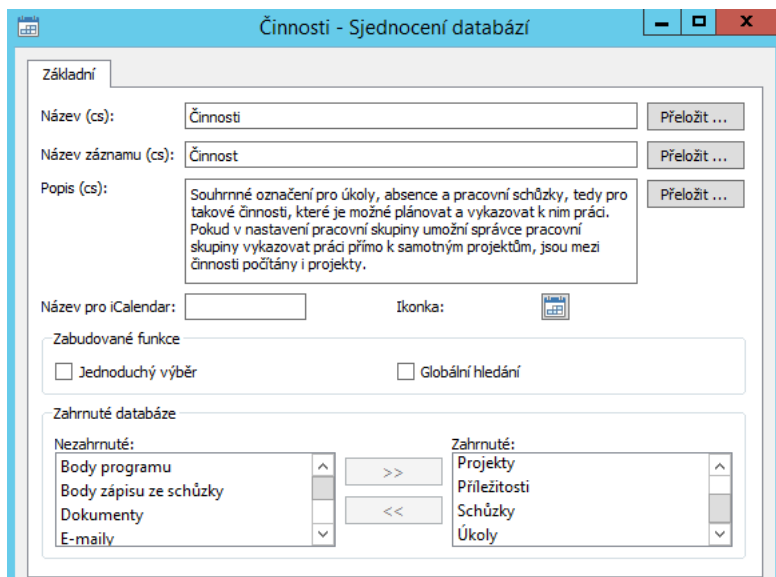 Činnosti - Sjednocení databází
Základní
Název (cs): Činnosti Přeložit ...
Název záznamu (cs): Činnost Přeložit ...
Popis (cs): Souhrnné označení pro úkoly, absence a pracovní schůzky, tedy pro Přeložit ...
takové činnosti, které je možné plánovat a vykazovat k nim práci.
Pokud v nastavení pracovní skupiny umožní správce pracovní
skupiny vykazovat práci přímo k samotným projektům, jsou mezi
činnosti počítány i projekty.
Název pro iCalendar: Ikonka:
Zabudované funkce
Jednoduchý výběr Globální hledání
Zahrnuté databáze
Nezahrnuté: Zahrnuté:
Body programu >> Projekty
Body zápisu ze schůzky Příležitosti
Dokumenty << Schůzky
E-maily Úkoly